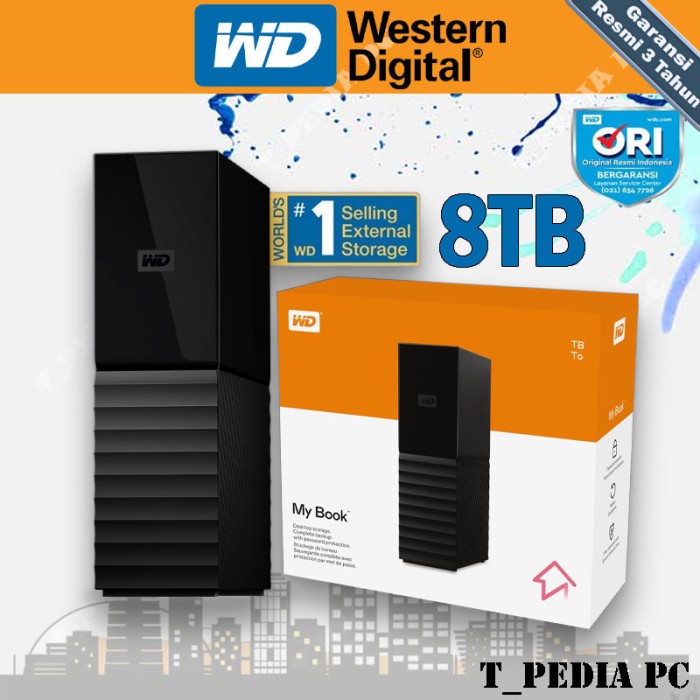 WD
Western
Digital®
Garansi
Resmi 3 Tahun
WD
wdc.com
ORI
Original Resmi Indonesia
BERGARANSI
Layanan Service Center
(021) 634 7726
WORLD'S
#1
WD
Selling
External
Storage
8TB
WD
WD
TB
To
WD
My Book
My Book™
Desktop storage.
Complete backup
with password protection.
Stockage de bureau.
Sauvegarde complète avec
protection par mot de passe.
T_PEDIA PC